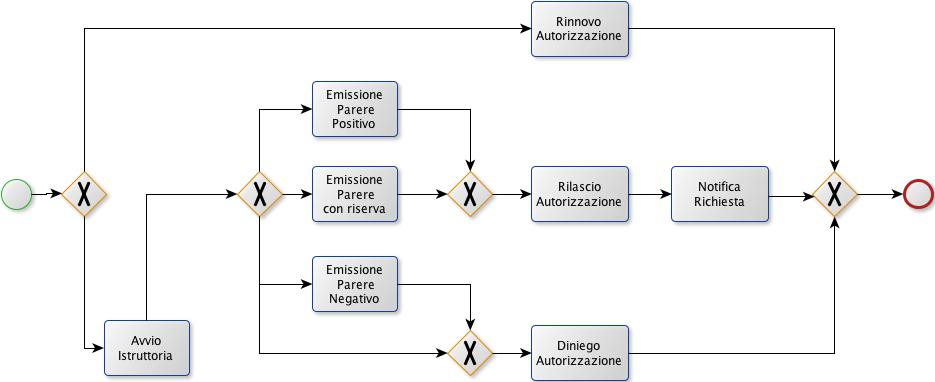 Rinnovo
Autorizzazione
Emissione
Parere
Positivo
Emissione
Parere
con riserva
Rilascio
Autorizzazione
Notifica
Richiesta
Emissione
Parere
Negativo
Avvio
Istruttoria
Diniego
Autorizzazione